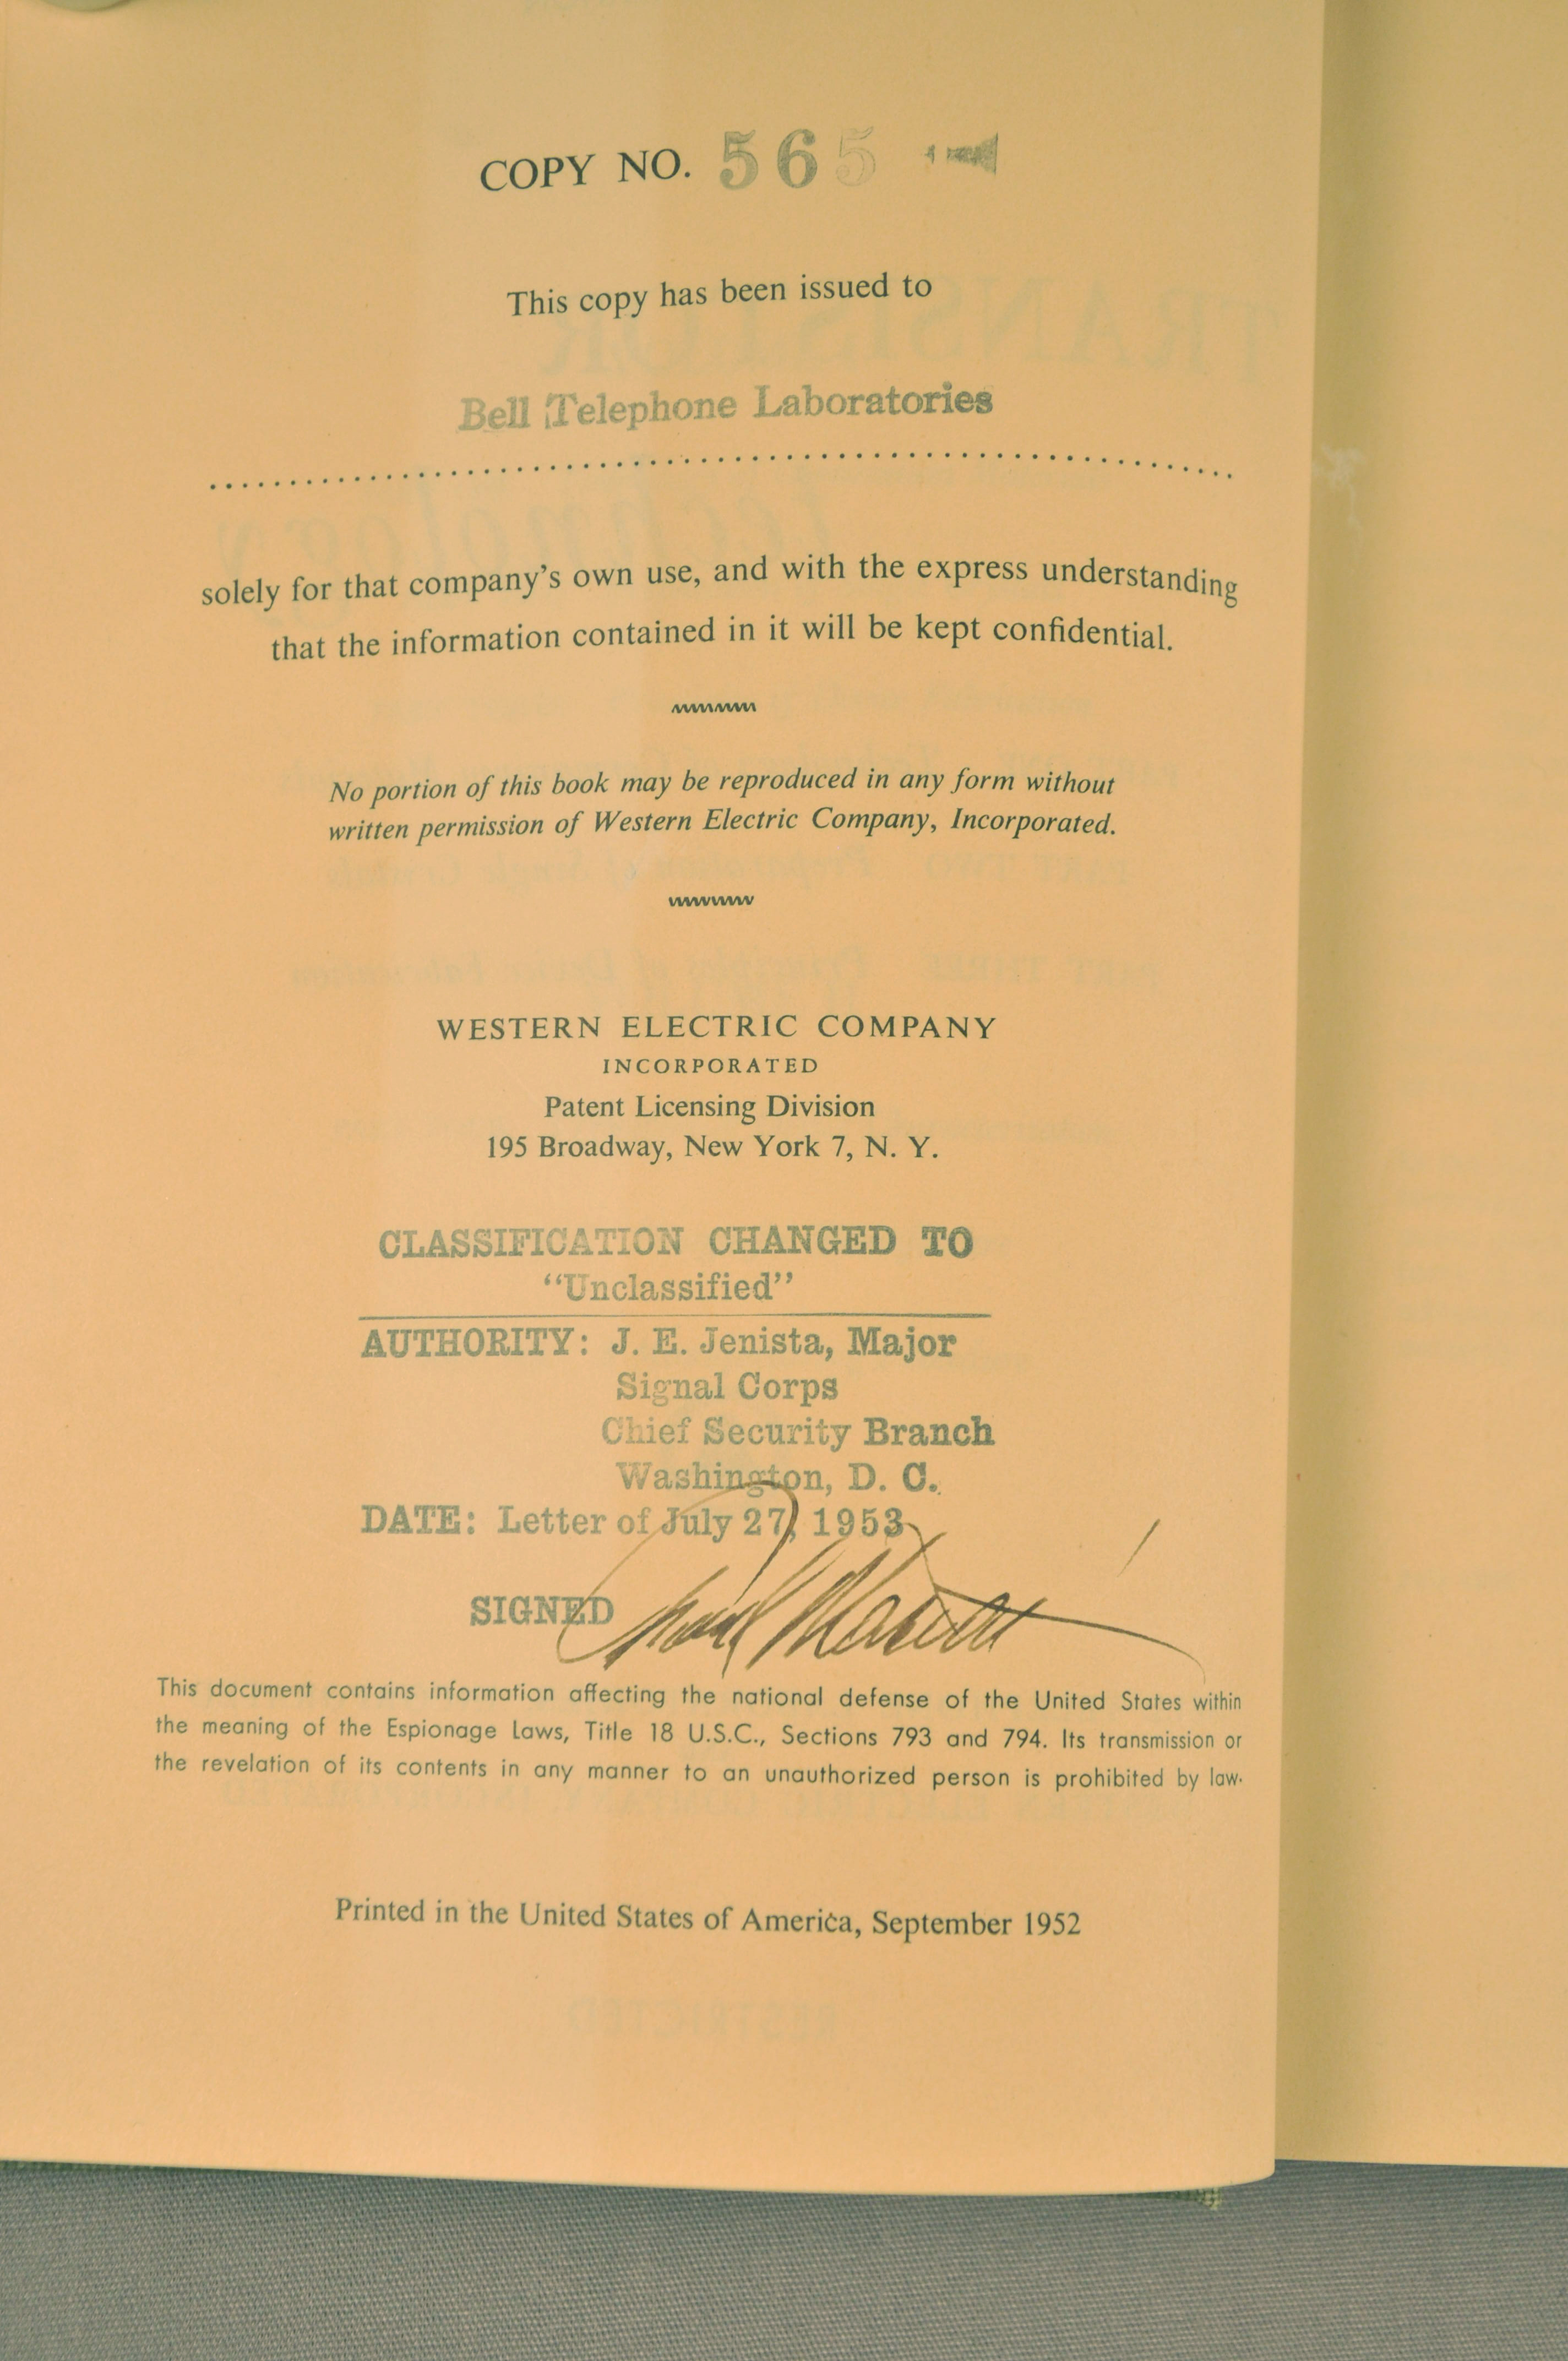 COPY NO. 565
This copy has been issued to
Bell Telephone Laboratories
solely for that company's own use, and with the express understanding
that the information contained in it will be kept confidential.
No portion of this book may be reproduced in any form without
written permission of Western Electric Company, Incorporated.
WESTERN ELECTRIC COMPANY
INCORPORATED
Patent Licensing Division
195 Broadway, New York 7, N. Y.
CLASSIFICATION CHANGED TO
“Unclassified”
AUTHORITY: J. E. Jenista, Major
Signal Corps
Chief Security Branch
Washington, D. C.
DATE: Letter of July 27, 1953
SIGNED
This document contains information affecting the national defense of the United States within
the meaning of the Espionage Laws, Title 18 U.S.C., Sections 793 and 794. Its transmission or
the revelation of its contents in any manner to an unauthorized person is prohibited by law.
Printed in the United States of America, September 1952